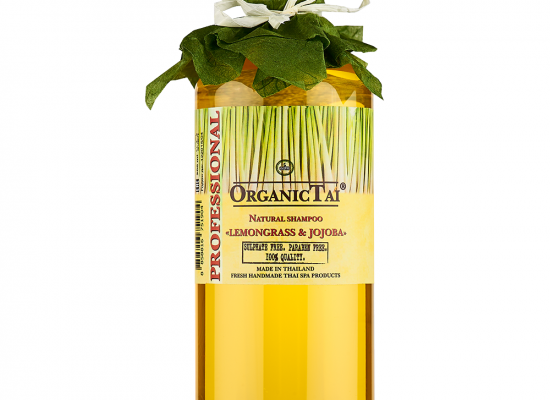 PROFESSIONAL
ORGANICTAI®
NATURAL SHAMPOO
«LEMONGRASS & JOJOBA»
SULPHATE FREE. PARABEN FREE.
100% QUALITY.
MADE IN THAILAND
FRESH HANDMADE THAI SPA PRODUCTS